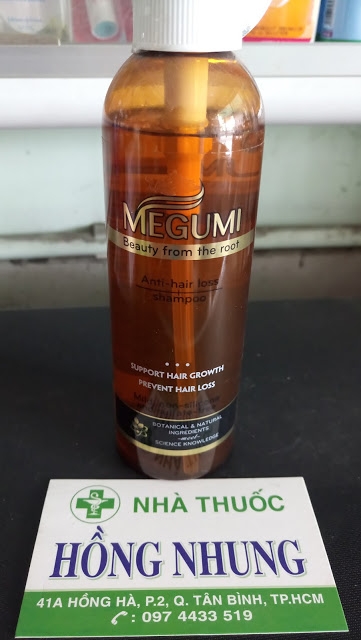 MEGUMI
Beauty from the root
Anti-hair loss
shampoo
SUPPORT HAIR GROWTH
PREVENT HAIR LOSS
BOTANICAL & NATURAL
INGREDIENTS
meet
SCIENCE KNOWLEDGE
NHÀ THUỐC
HỒNG NHUNG
41A HỒNG HÀ, P.2, Q. TÂN BÌNH, TP.HCM
: 097 4433 519